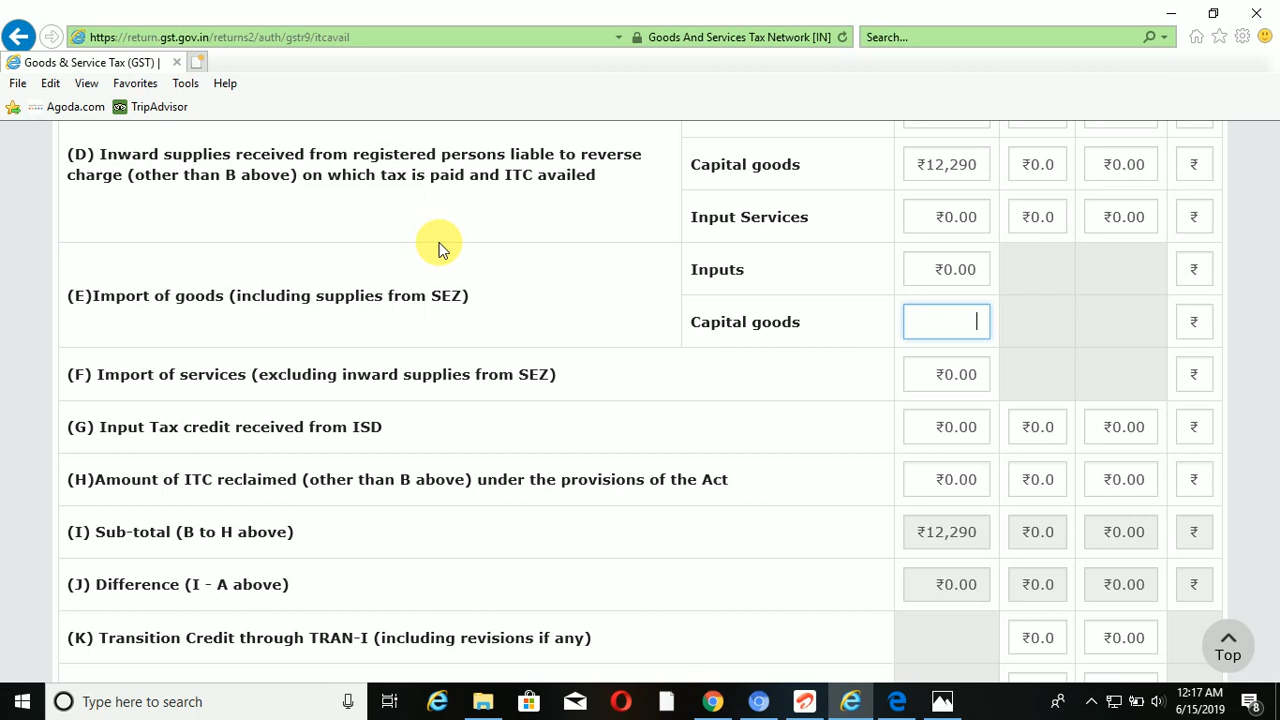 https://return.gst.gov.in/returns2/auth/gstr9/itcavail
Goods And Services Tax Network [IN]
Search...
Goods & Service Tax (GST) |
File Edit View Favorites Tools Help
Agoda.com TripAdvisor
(D) Inward supplies received from registered persons liable to reverse
charge (other than B above) on which tax is paid and ITC availed
Capital goods ₹12,290 ₹0.0 ₹0.00 ₹
Input Services ₹0.00 ₹0.0 ₹0.00 ₹
(E)Import of goods (including supplies from SEZ)
Inputs ₹0.00 ₹
Capital goods ₹
(F) Import of services (excluding inward supplies from SEZ) ₹0.00 ₹
(G) Input Tax credit received from ISD ₹0.00 ₹0.0 ₹0.00 ₹
(H)Amount of ITC reclaimed (other than B above) under the provisions of the Act ₹0.00 ₹0.0 ₹0.00 ₹
(I) Sub-total (B to H above) ₹12,290 ₹0.0 ₹0.00 ₹
(J) Difference (I - A above) ₹0.00 ₹0.0 ₹0.00 ₹
(K) Transition Credit through TRAN-I (including revisions if any) ₹0.0 ₹0.00
Top
Type here to search
12:17 AM
6/15/2019
8